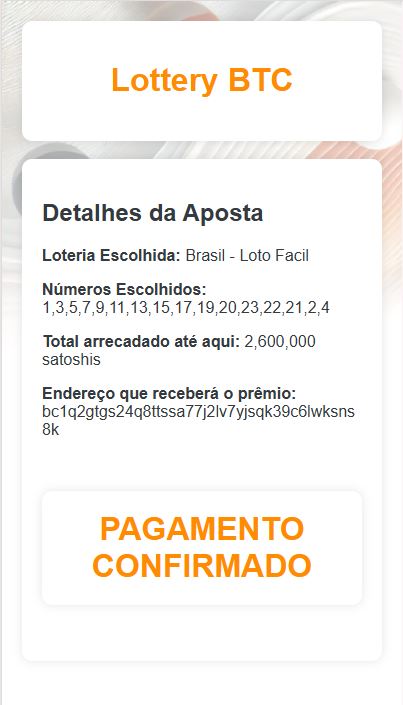 Lottery BTC
Detalhes da Aposta
Loteria Escolhida: Brasil - Loto Facil
Números Escolhidos:
1,3,5,7,9,11,13,15,17,19,20,23,22,21,2,4
Total arrecadado até aqui: 2,600,000
satoshis
Endereço que receberá o prêmio:
bc1q2gtgs24q8ttssa77j2lv7yjsqk39c6lwksns
8k
PAGAMENTO
CONFIRMADO